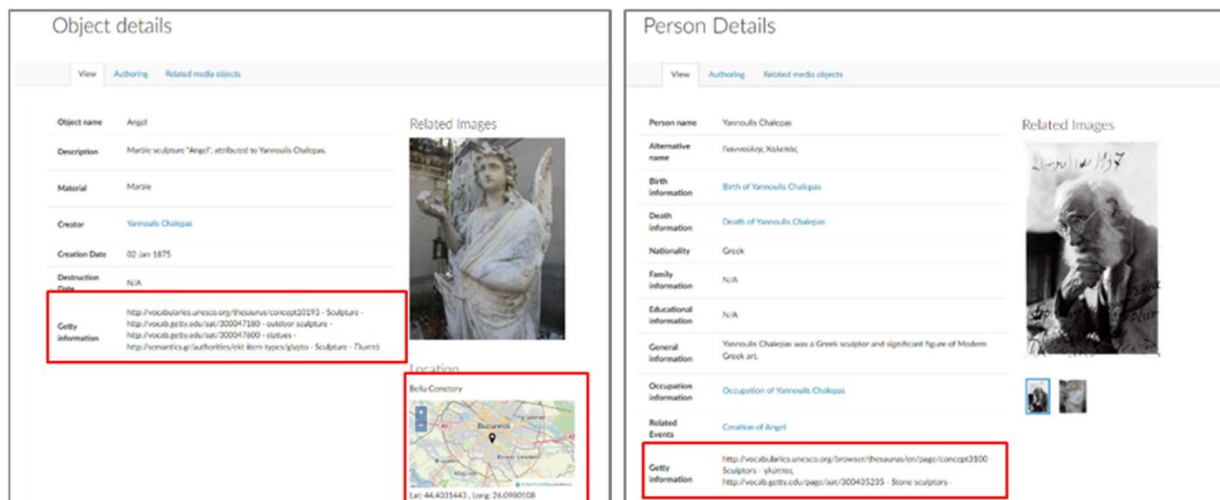 Object details
View Authoring Related media objects
Object name Angel
Description Marble sculpture "Angel", attributed to Yannoulis Chalepas.
Material Marble
Creator Yannoulis Chalepas
Creation Date 02 Jan 1875
Destruction
Date N/A
Getty
information
http://vocabularies.unesco.org/thesaurus/concept10193 - Sculpture -
http://vocab.getty.edu/aat/300047180 - outdoor sculpture -
http://vocab.getty.edu/aat/300047600 - statues -
http://semantics.gr/authorities/ekt-item-types/glypto - Sculpture - Γλυπτό
Related Images
Location
Bellu Cemetery
București
Lat: 44.4031443 , Long: 26.0980108
Person Details
View Authoring Related media objects
Person name Yannoulis Chalepas
Alternative
name Γιαννούλης Χαλεπάς
Birth
information Birth of Yannoulis Chalepas
Death
information Death of Yannoulis Chalepas
Nationality Greek
Family
information N/A
Educational
information N/A
General
information
Yannoulis Chalepas was a Greek sculptor and significant figure of Modern
Greek art.
Occupation
information Occupation of Yannoulis Chalepas
Related
Events Creation of Angel
Getty
information
http://vocabularies.unesco.org/browser/thesaurus/en/page/concept3100 -
Sculptors - γλύπτες
http://vocab.getty.edu/page/aat/300435235 - Stone sculptors -
Related Images